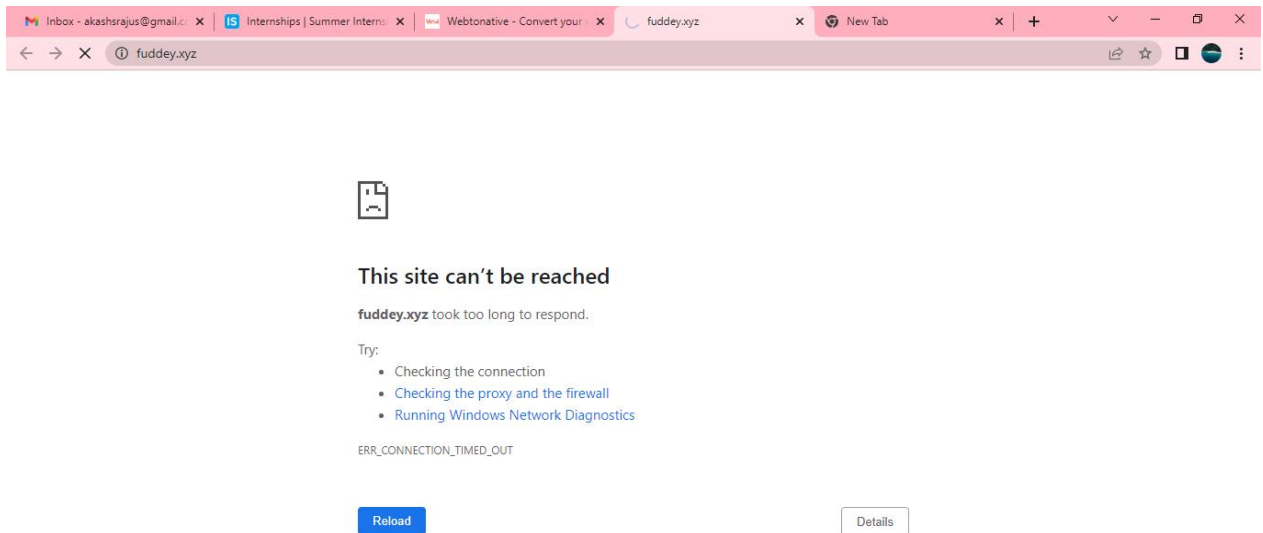 Inbox - akashsrajus@gmail.c
IS Internships | Summer Interns
Webtonative - Convert your
fuddey.xyz
New Tab
fuddey.xyz
This site can't be reached
fuddey.xyz took too long to respond.
Try:
• Checking the connection
• Checking the proxy and the firewall
• Running Windows Network Diagnostics
ERR_CONNECTION_TIMED_OUT
Reload
Details